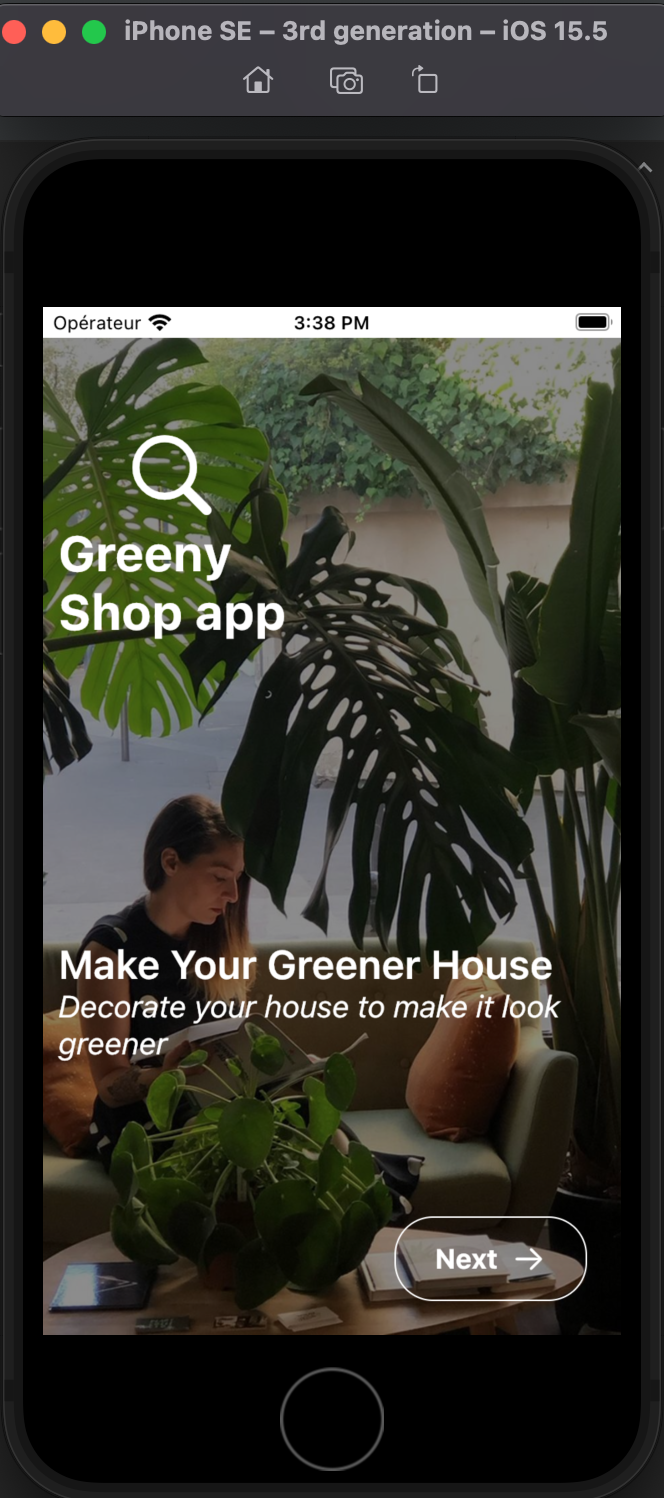 iPhone SE – 3rd generation – iOS 15.5
Opérateur 3:38 PM
Greeny
Shop app
Make Your Greener House
Decorate your house to make it look
greener
Next →